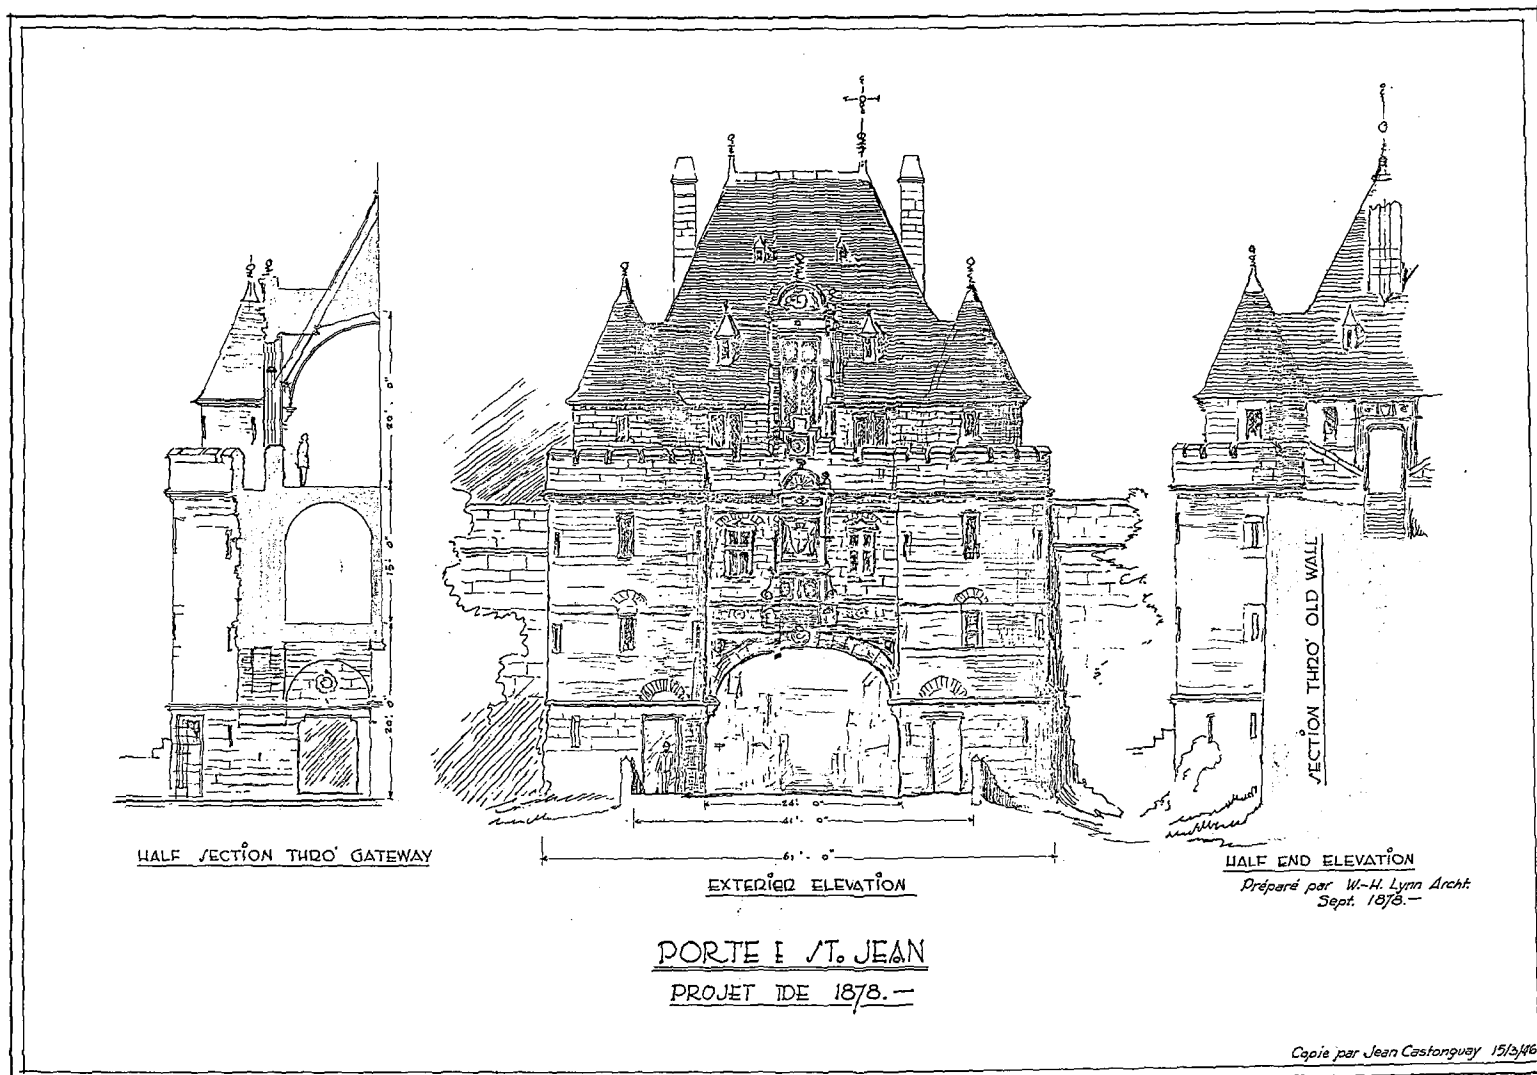 20'. 0"
15'. 0"
20'. 0"
24'. 0"
41'. 0"
61'. 0"
SECTION THRO' OLD WALL
HALF SECTION THRO' GATEWAY
EXTERIER ELEVATION
HALF END ELEVATION
Préparé par W.-H. Lynn Archt.
Sept. 1878.—
PORTE : ST. JEAN
PROJET DE 1878.—
Copie par Jean Castonguay 15/3/46